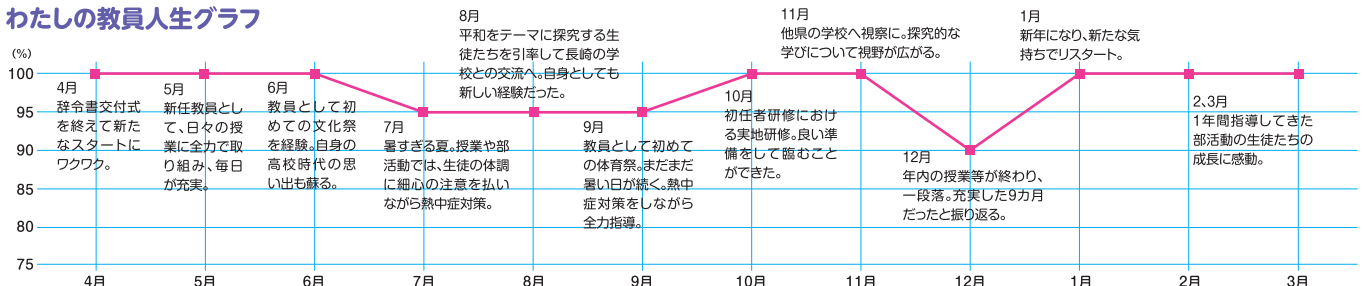 わたしの教員人生グラフ
(%)
100
95
90
85
80
75
4月
辞令書交付式
を終えて新た
なスタートに
ワクワク。
5月
新任教員とし
て、日々の授
業に全力で取
り組み、毎日
が充実。
6月
教員として初
めての文化祭
を経験。自身の
高校時代の思
い出も蘇る。
7月
暑すぎる夏。授業や部
活動では、生徒の体調
に細心の注意を払い
ながら熱中症対策。
8月
平和をテーマに探究する生
徒たちを引率して長崎の学
校との交流へ。自身としても
新しい経験だった。
9月
教員として初めて
の体育祭。まだまだ
暑い日が続く。熱中
症対策をしながら
全力指導。
10月
初任者研修におけ
る実地研修。良い準
備をして臨むこと
ができた。
11月
他県の学校へ視察に。探究的な
学びについて視野が広がる。
12月
年内の授業等が終わり、
一段落。充実した9カ月
だったと振り返る。
1月
新年になり、新たな気
持ちでリスタート。
2、3月
1年間指導してきた
部活動の生徒たちの
成長に感動。
4月
5月
6月
7月
8月
9月
10月
11月
12月
1月
2月
3月